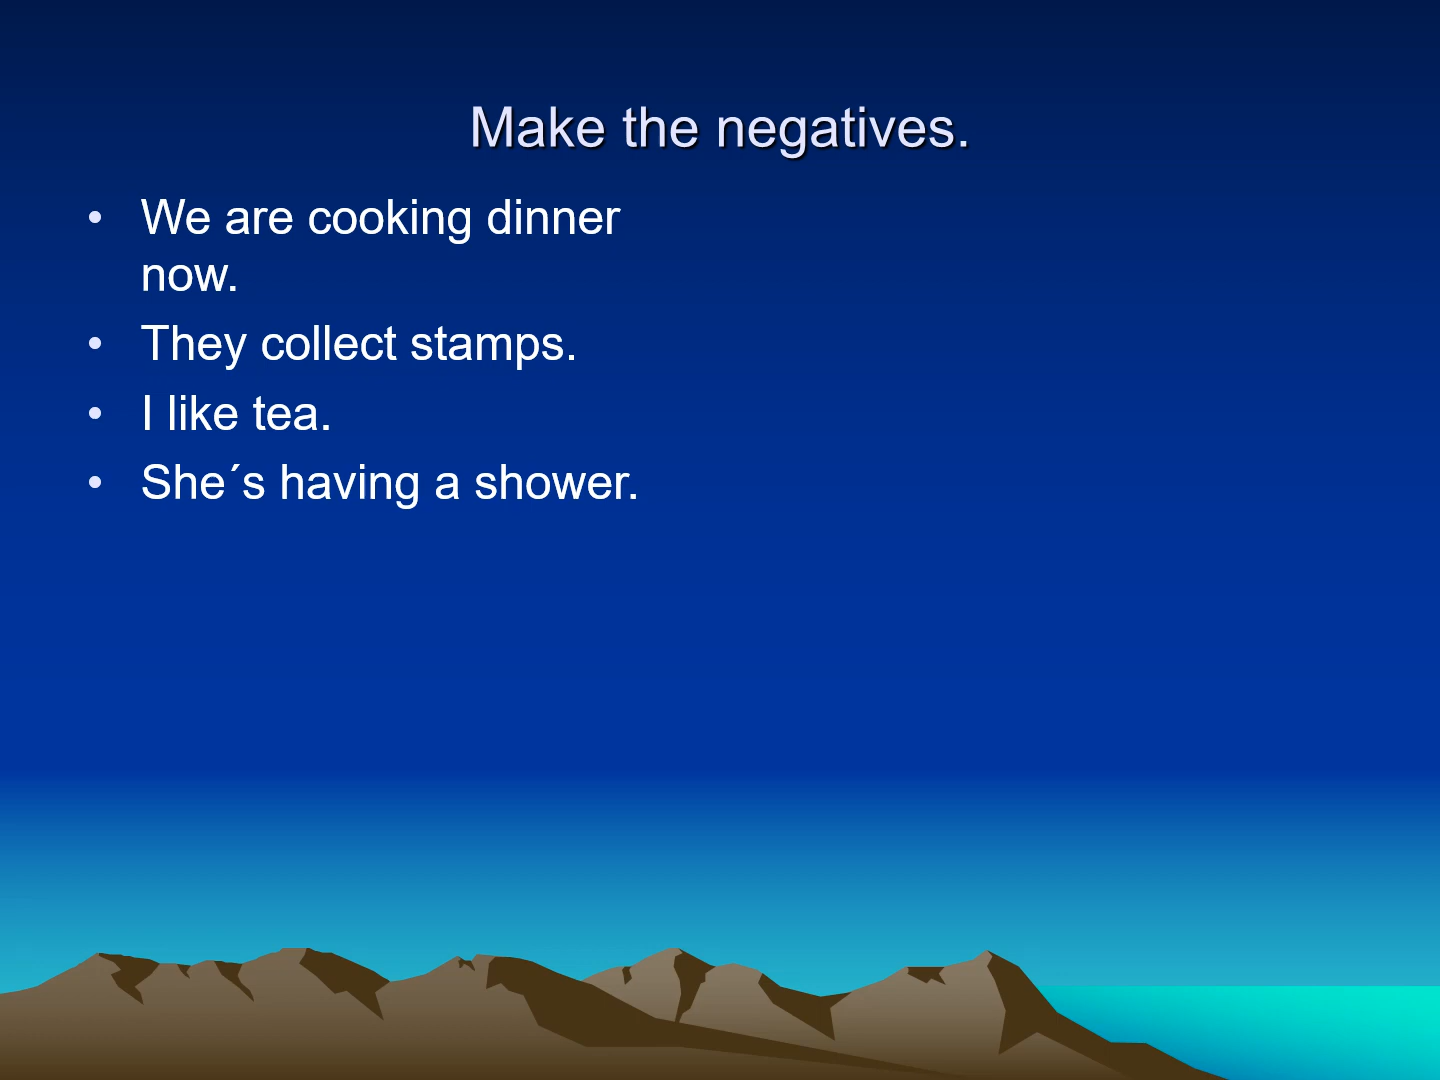 Make the negatives.
• We are cooking dinner
now.
• They collect stamps.
• I like tea.
• She´s having a shower.